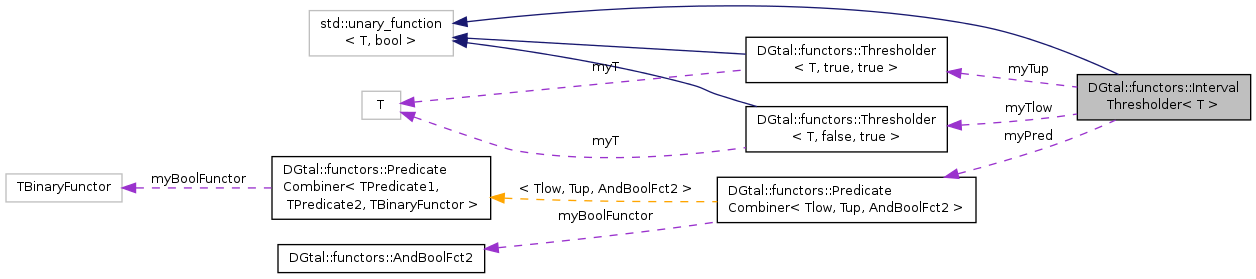 std::unary_function
< T, bool >
DGtal::functors::Thresholder
< T, true, true >
myT
myTup
DGtal::functors::Interval
Thresholder< T >
T
myTlow
DGtal::functors::Thresholder
< T, false, true >
myT
myPred
DGtal::functors::Predicate
Combiner< TPredicate1,
TPredicate2, TBinaryFunctor >
myBoolFunctor
TBinaryFunctor
< Tlow, Tup, AndBoolFct2 >
DGtal::functors::Predicate
Combiner< Tlow, Tup, AndBoolFct2 >
myBoolFunctor
DGtal::functors::AndBoolFct2